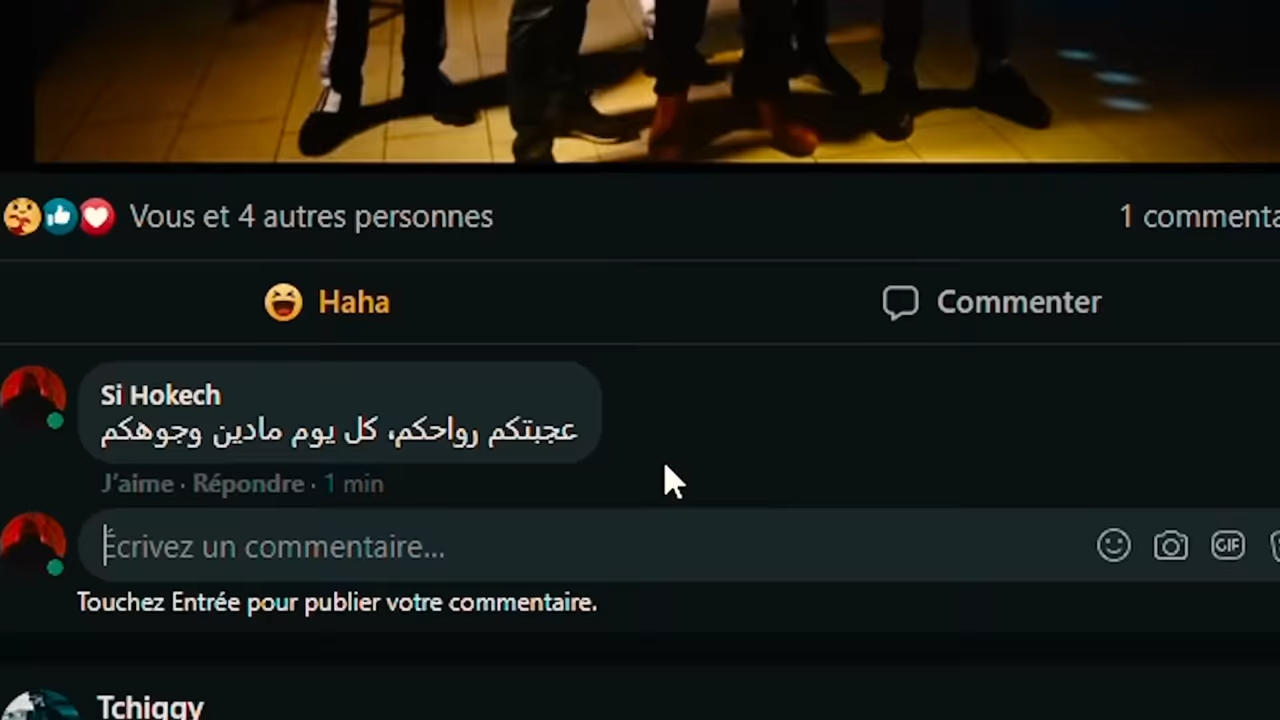 Vous et 4 autres personnes
1 commenta
Haha
Commenter
Si Hokech
عجبتكم رواحكم، كل يوم مادين وجوهكم
J'aime · Répondre · 1 min
Écrivez un commentaire...
GIF
Touchez Entrée pour publier votre commentaire.
Tchiggy